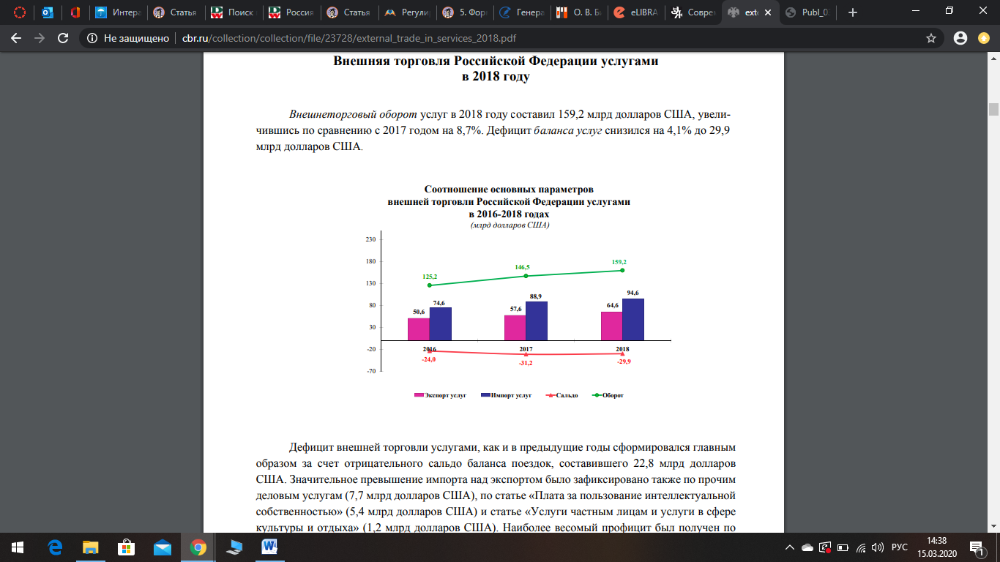 Интера
Статья
Поиск
Россия
Статья
Регули
5. Фор
Генера
О. В. Би
eLIBRA
Соврем
exte
Publ_03
Не защищено
cbr.ru/collection/collection/file/23728/external_trade_in_services_2018.pdf
Внешняя торговля Российской Федерации услугами
в 2018 году
Внешнеторговый оборот услуг в 2018 году составил 159,2 млрд долларов США, увели-
чившись по сравнению с 2017 годом на 8,7%. Дефицит баланса услуг снизился на 4,1% до 29,9
млрд долларов США.
Соотношение основных параметров
внешней торговли Российской Федерации услугами
в 2016-2018 годах
(млрд долларов США)
230
180
130
80
30
-20
-70
125,2
146,5
159,2
50,6
74,6
57,6
88,9
64,6
94,6
2016
2017
2018
-24,0
-31,2
-29,9
Экспорт услуг
Импорт услуг
Сальдо
Оборот
Дефицит внешней торговли услугами, как и в предыдущие годы сформировался главным
образом за счет отрицательного сальдо баланса поездок, составившего 22,8 млрд долларов
США. Значительное превышение импорта над экспортом было зафиксировано также по прочим
деловым услугам (7,7 млрд долларов США), по статье «Плата за пользование интеллектуальной
собственностью» (5,4 млрд долларов США) и статье «Услуги частным лицам и услуги в сфере
культуры и отдыха» (1,2 млрд долларов США). Наиболее весомый профицит был получен по
РУС
14:38
15.03.2020
1